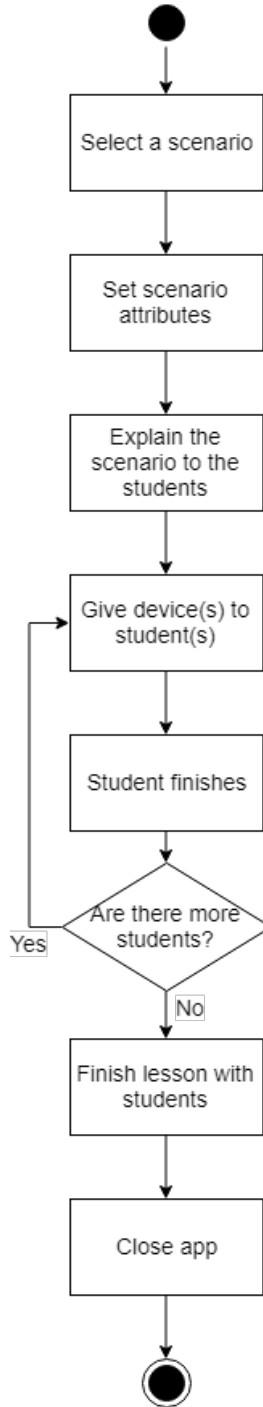 Select a scenario
Set scenario
attributes
Explain the
scenario to the
students
Give device(s) to
student(s)
Student finishes
Are there more
students?
Yes
No
Finish lesson with
students
Close app